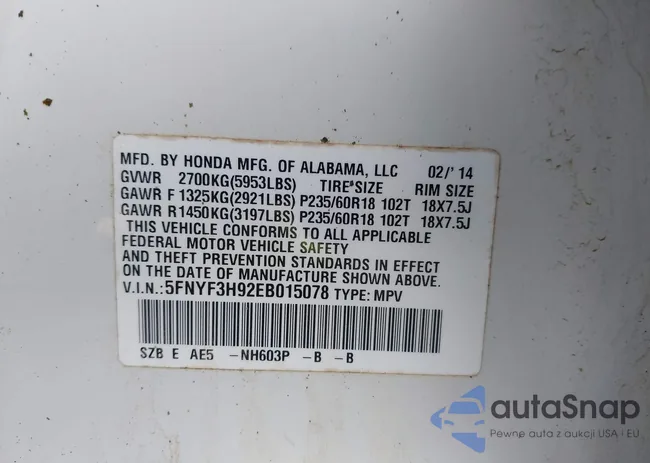 MFD. BY HONDA MFG. OF ALABAMA, LLC 02/'14
GVWR 2700KG(5953LBS) TIRE SIZE RIM SIZE
GAWR F 1325KG(2921LBS) P235/60R18 102T 18X7.5J
GAWR R1450KG(3197LBS) P235/60R18 102T 18X7.5J
THIS VEHICLE CONFORMS TO ALL APPLICABLE
FEDERAL MOTOR VEHICLE SAFETY
AND THEFT PREVENTION STANDARDS IN EFFECT
ON THE DATE OF MANUFACTURE SHOWN ABOVE.
V.I.N.:5FNYF3H92EB015078 TYPE: MPV
SZB E AE5 -NH603P -B -B
autoSnap
Pewne auta z aukcji USA i EU